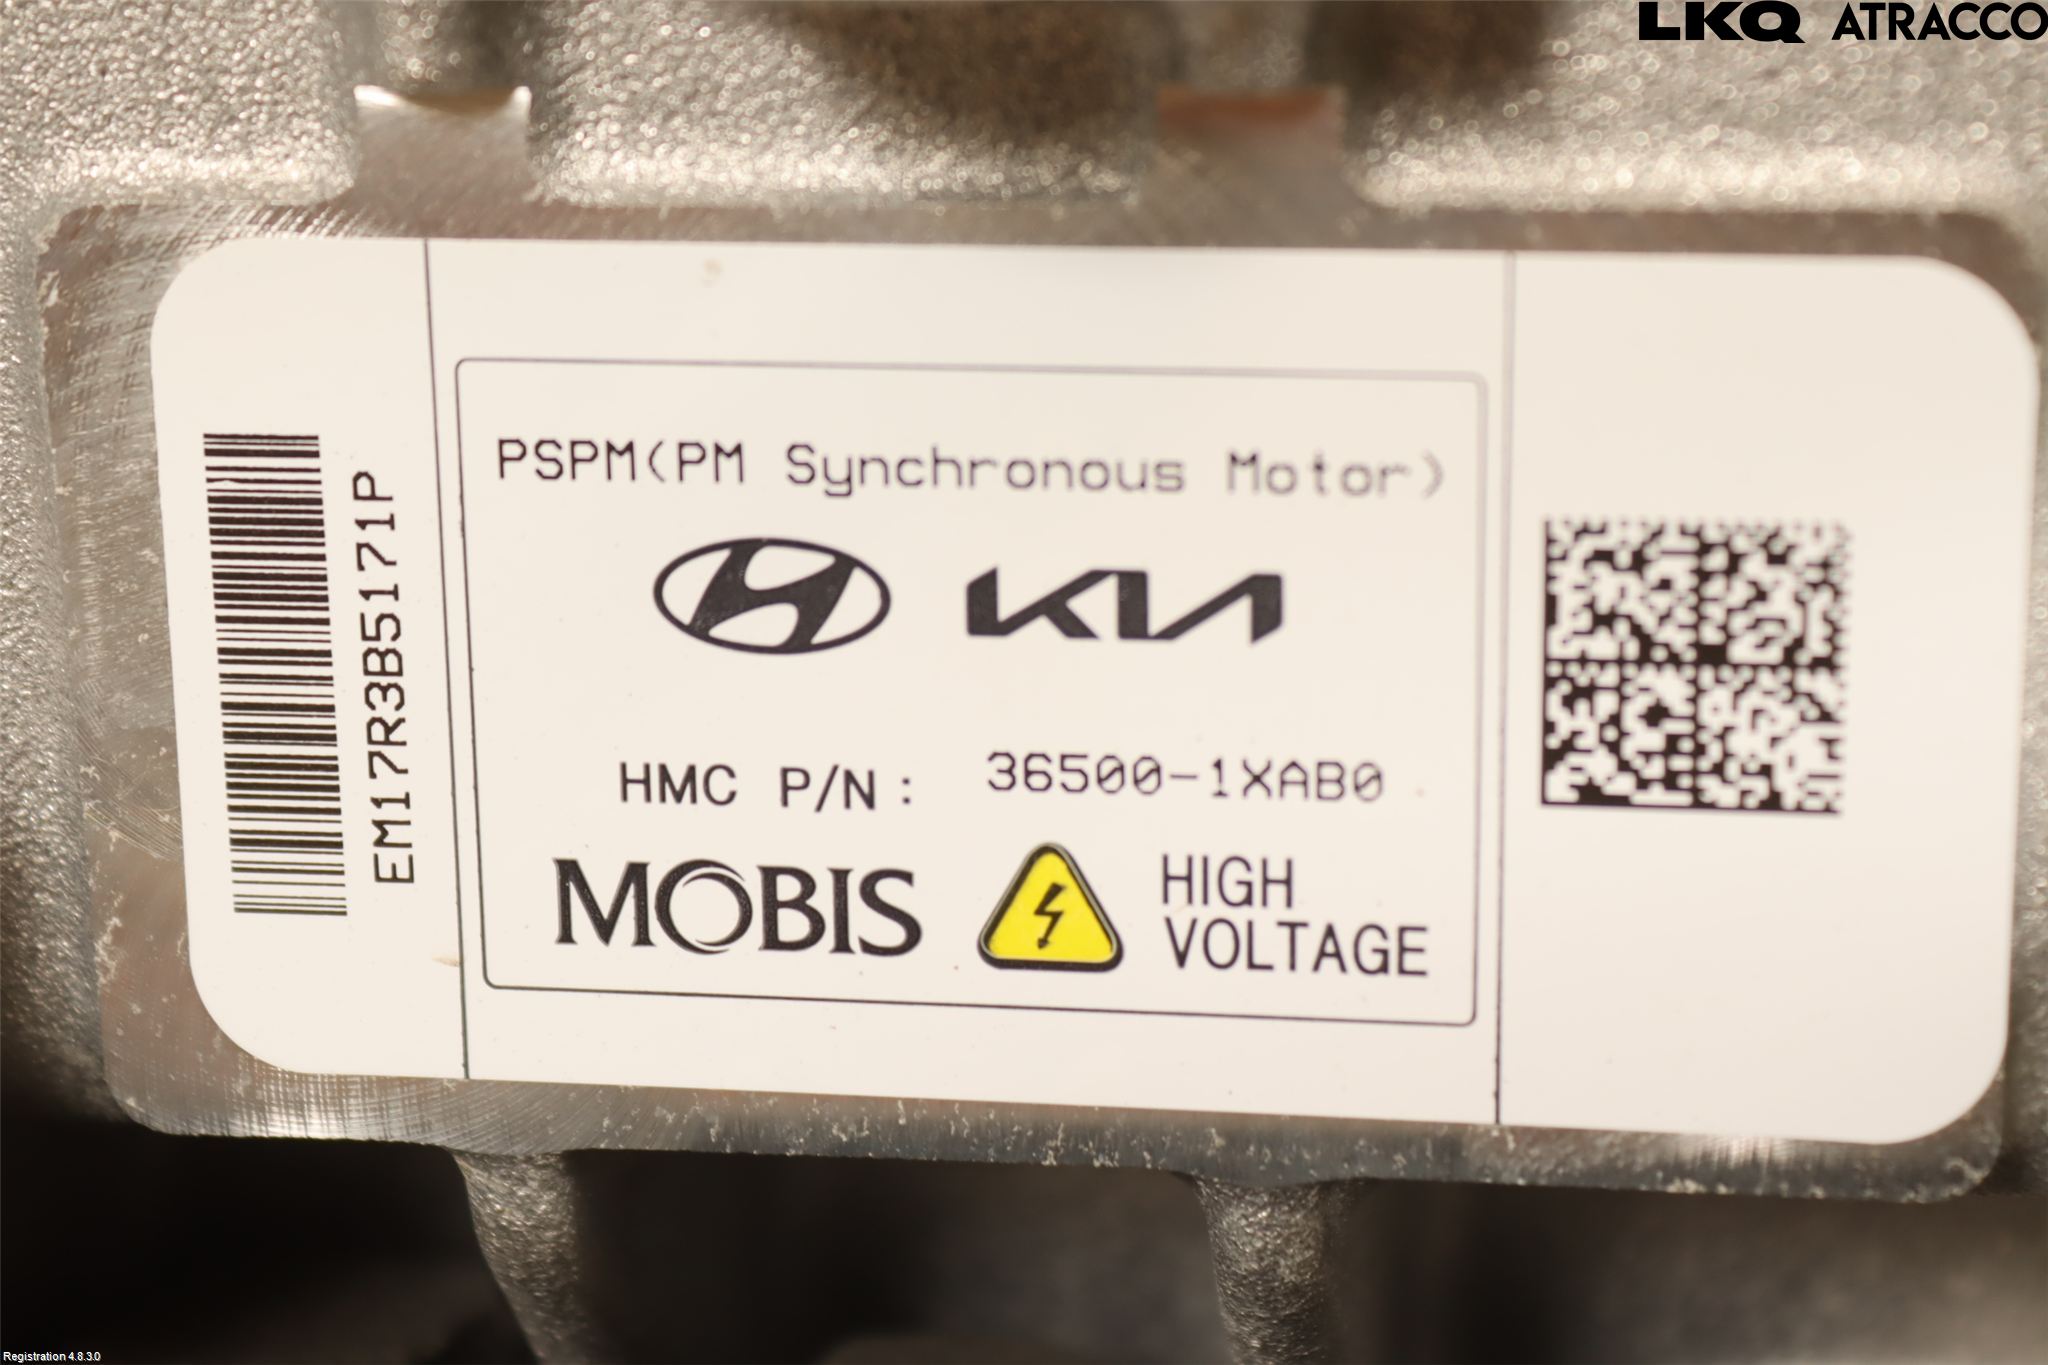 LKQ ATRACCO
EM17R3B5171P
PSPM(PM Synchronous Motor)
KIA
HMC P/N: 36500-1XAB0
MOBIS
HIGH
VOLTAGE
Registration 4.8.3.0